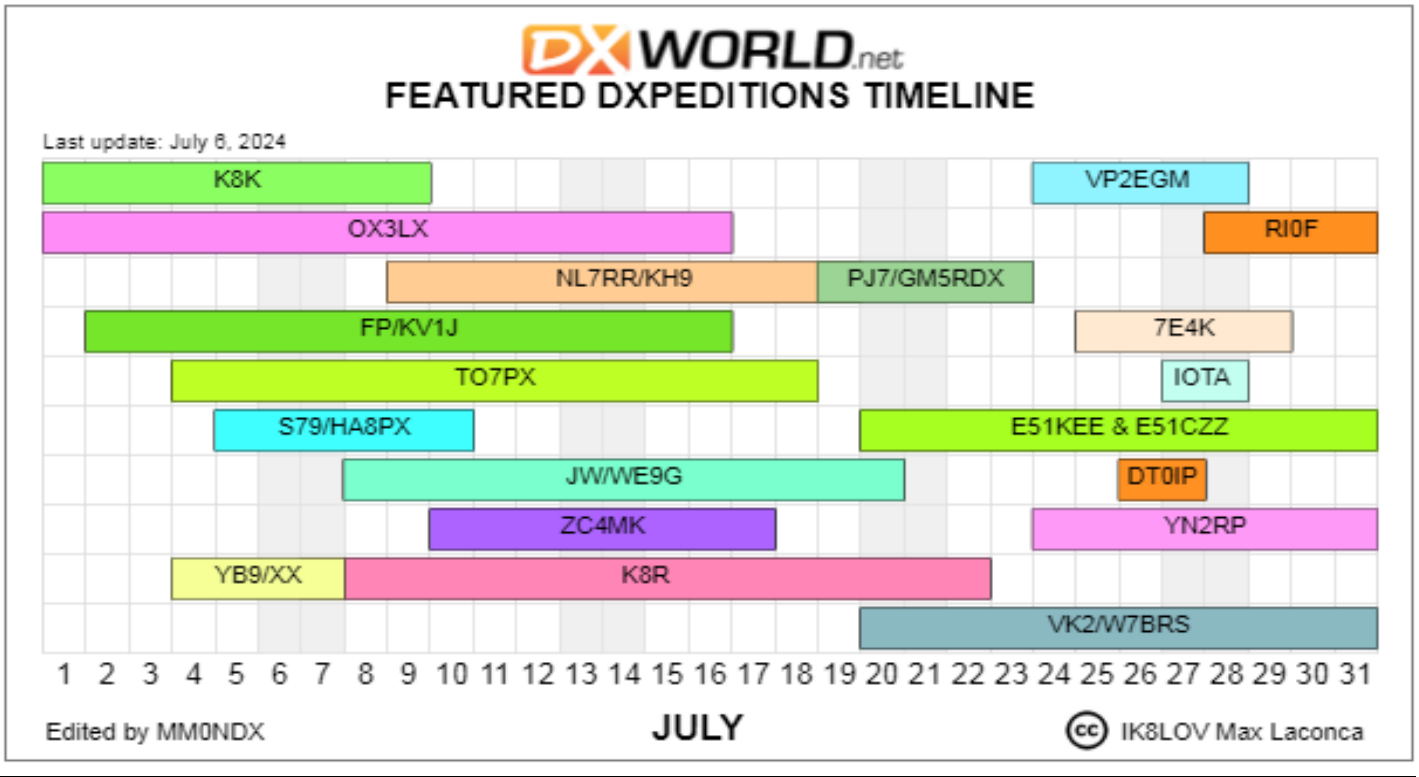 DX WORLD.net
FEATURED DXPEDITIONS TIMELINE
Last update: July 6, 2024
K8K VP2EGM
OX3LX RI0F
NL7RR/KH9 PJ7/GM5RDX
FP/KV1J 7E4K
TO7PX IOTA
S79/HA8PX E51KEE & E51CZZ
JW/WE9G DT0IP
ZC4MK YN2RP
YB9/XX K8R
VK2/W7BRS
1 2 3 4 5 6 7 8 9 10 11 12 13 14 15 16 17 18 19 20 21 22 23 24 25 26 27 28 29 30 31
Edited by MM0NDX JULY cc IK8LOV Max Laconca